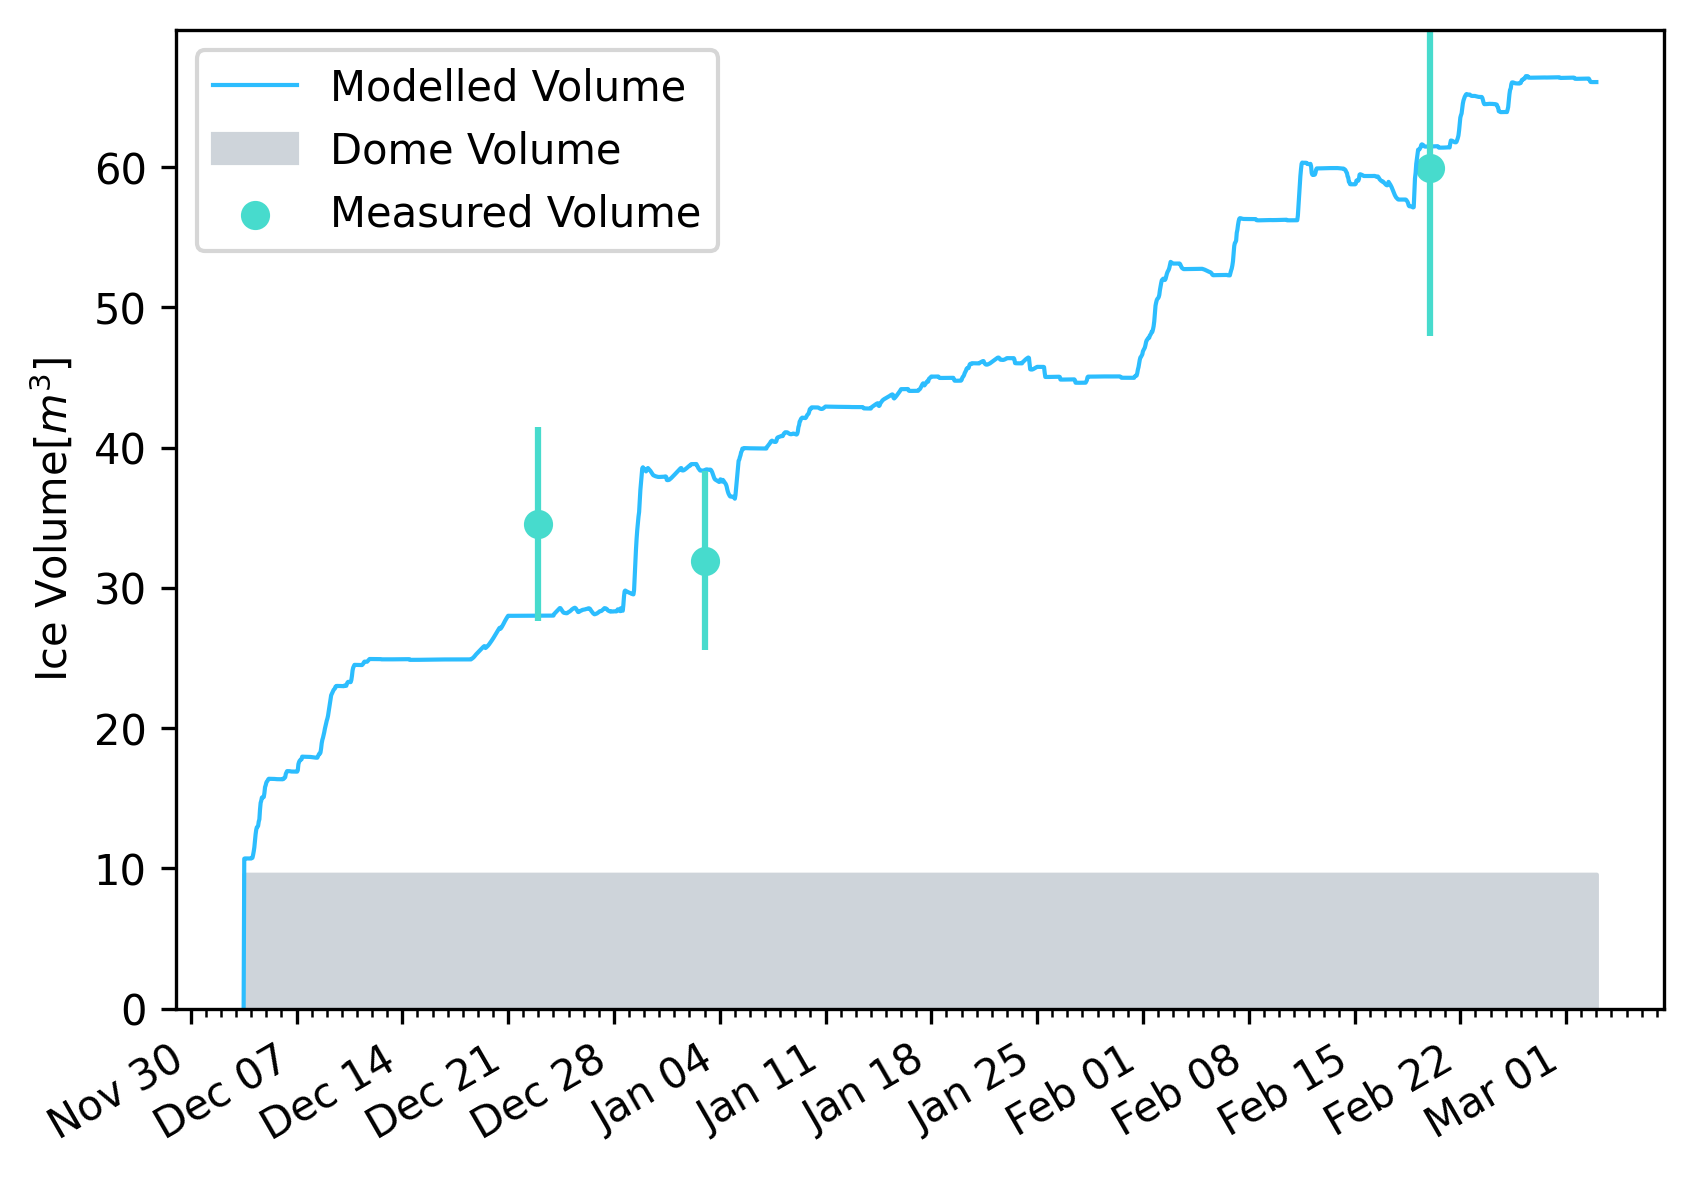 Modelled Volume
Dome Volume
Measured Volume
Ice Volume[m³]
60
50
40
30
20
10
0
Nov 30
Dec 07
Dec 14
Dec 21
Dec 28
Jan 04
Jan 11
Jan 18
Jan 25
Feb 01
Feb 08
Feb 15
Feb 22
Mar 01